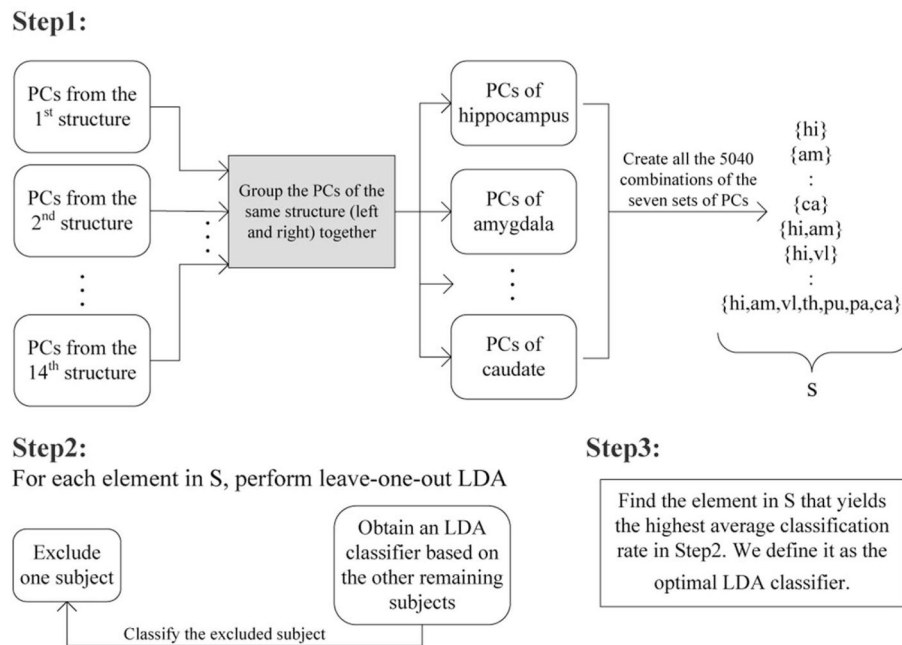 Step1:
PCs from the
1st structure
PCs from the
2nd structure
PCs from the
14th structure
Group the PCs of the
same structure (left
and right) together
PCs of
hippocampus
PCs of
amygdala
PCs of
caudate
Create all the 5040
combinations of the
seven sets of PCs
{hi}
{am}
:
{ca}
{hi,am}
{hi,vl}
:
{hi,am,vl,th,pu,pa,ca}
S
Step2:
For each element in S, perform leave-one-out LDA
Exclude
one subject
Obtain an LDA
classifier based on
the other remaining
subjects
Classify the excluded subject
Step3:
Find the element in S that yields
the highest average classification
rate in Step2. We define it as the
optimal LDA classifier.